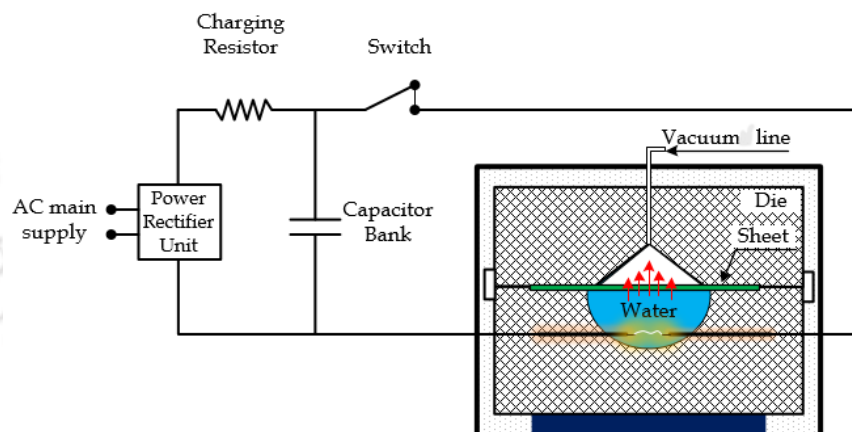 Charging
Resistor
Switch
Vacuum line
AC main
supply
Power
Rectifier
Unit
Capacitor
Bank
Die
Sheet
Water